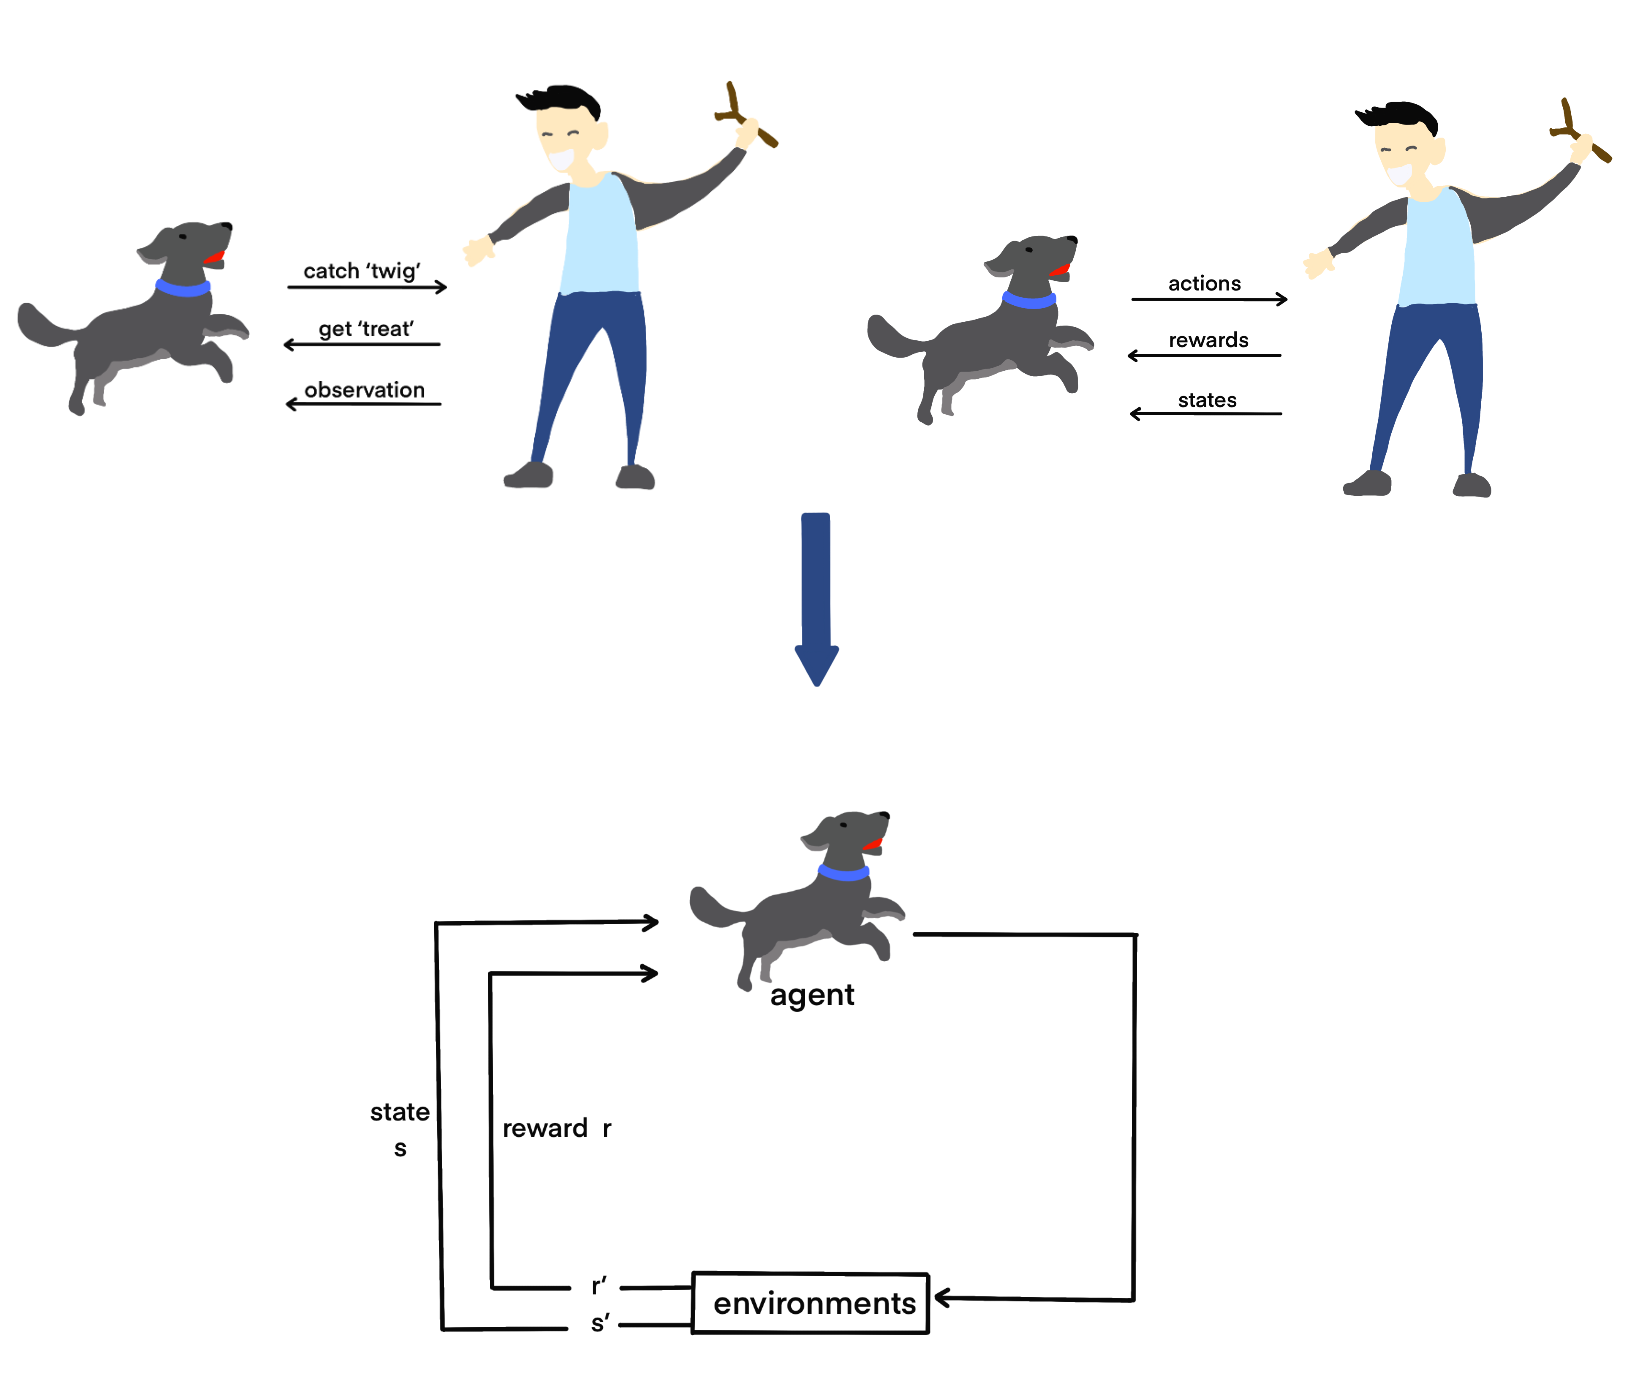 catch ‘twig’
get ‘treat’
observation
actions
rewards
states
agent
state
s
reward r
r’
s’
environments